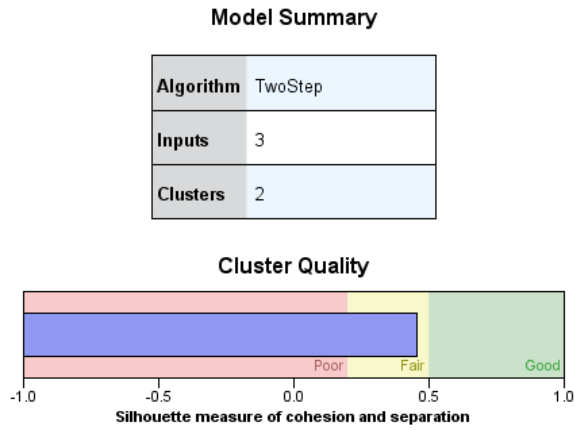 Model Summary
Algorithm TwoStep
Inputs 3
Clusters 2
Cluster Quality
Poor Fair Good
-1.0 -0.5 0.0 0.5 1.0
Silhouette measure of cohesion and separation